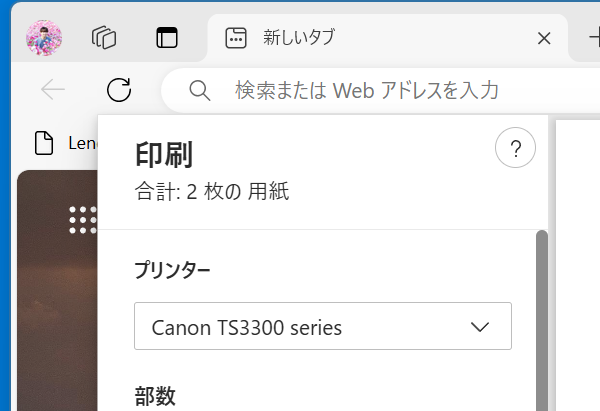 新しいタブ
検索または Web アドレスを入力
Len
印刷
?
合計: 2 枚の 用紙
プリンター
Canon TS3300 series
部数